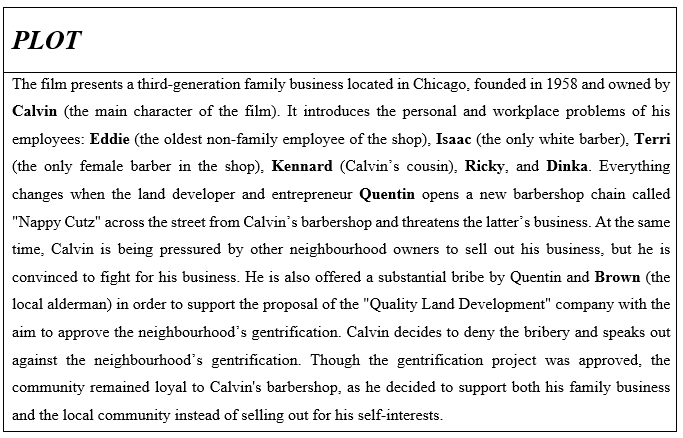 PLOT
The film presents a third-generation family business located in Chicago, founded in 1958 and owned by
Calvin (the main character of the film). It introduces the personal and workplace problems of his
employees: Eddie (the oldest non-family employee of the shop), Isaac (the only white barber), Terri
(the only female barber in the shop), Kennard (Calvin's cousin), Ricky, and Dinka. Everything
changes when the land developer and entrepreneur Quentin opens a new barbershop chain called
"Nappy Cutz" across the street from Calvin's barbershop and threatens the latter's business. At the same
time, Calvin is being pressured by other neighbourhood owners to sell out his business, but he is
convinced to fight for his business. He is also offered a substantial bribe by Quentin and Brown (the
local alderman) in order to support the proposal of the "Quality Land Development" company with the
aim to approve the neighbourhood's gentrification. Calvin decides to deny the bribery and speaks out
against the neighbourhood's gentrification. Though the gentrification project was approved, the
community remained loyal to Calvin's barbershop, as he decided to support both his family business
and the local community instead of selling out for his self-interests.